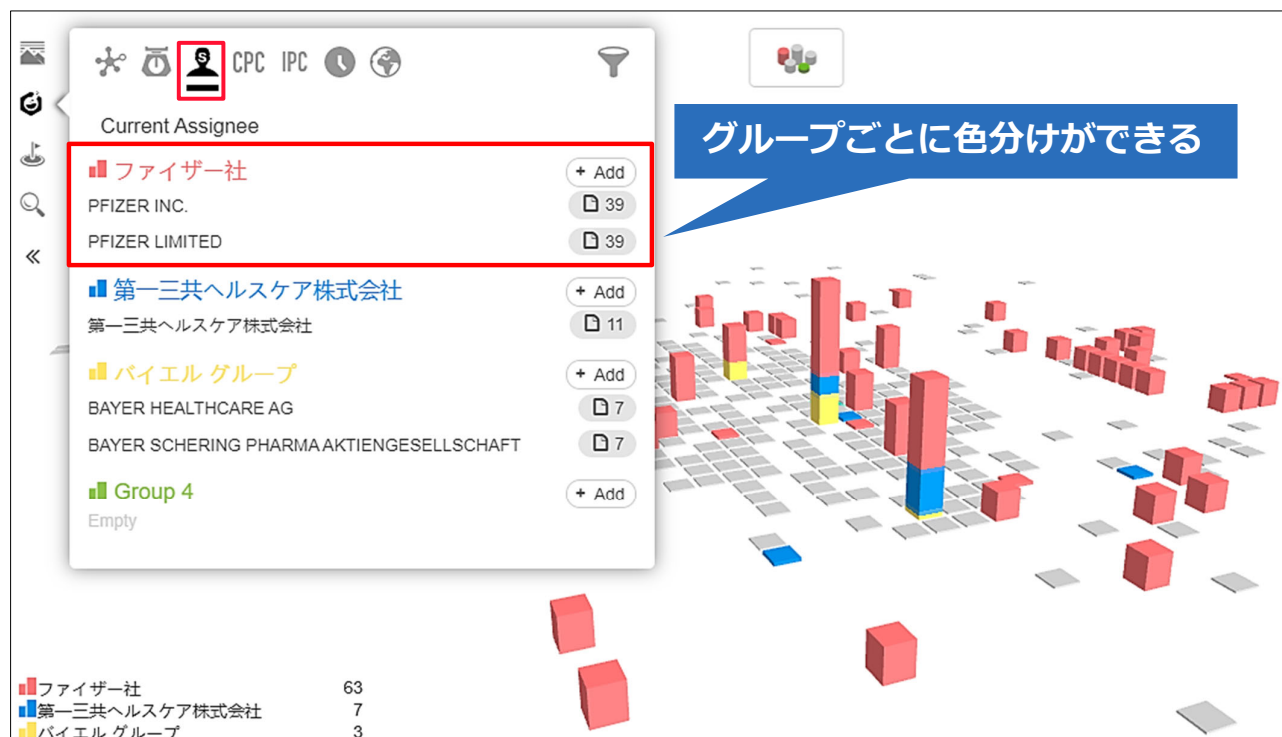 S CPC IPC
Current Assignee
グループごとに色分けができる
ファイザー社 + Add
PFIZER INC. 39
PFIZER LIMITED 39
第一三共ヘルスケア株式会社 + Add
第一三共ヘルスケア株式会社 11
バイエル グループ + Add
BAYER HEALTHCARE AG 7
BAYER SCHERING PHARMA AKTIENGESELLSCHAFT 7
Group 4 + Add
Empty
ファイザー社 63
第一三共ヘルスケア株式会社 7
バイエル グループ 3